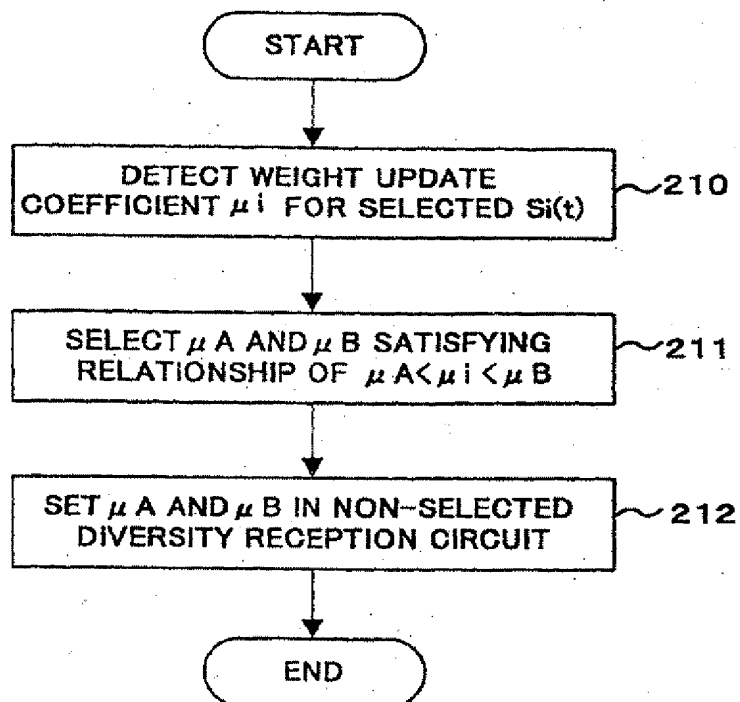 START
DETECT WEIGHT UPDATE
COEFFICIENT μi FOR SELECTED Si(t)
210
SELECT μA AND μB SATISFYING
RELATIONSHIP OF μA<μi<μB
211
SET μA AND μB IN NON-SELECTED
DIVERSITY RECEPTION CIRCUIT
212
END